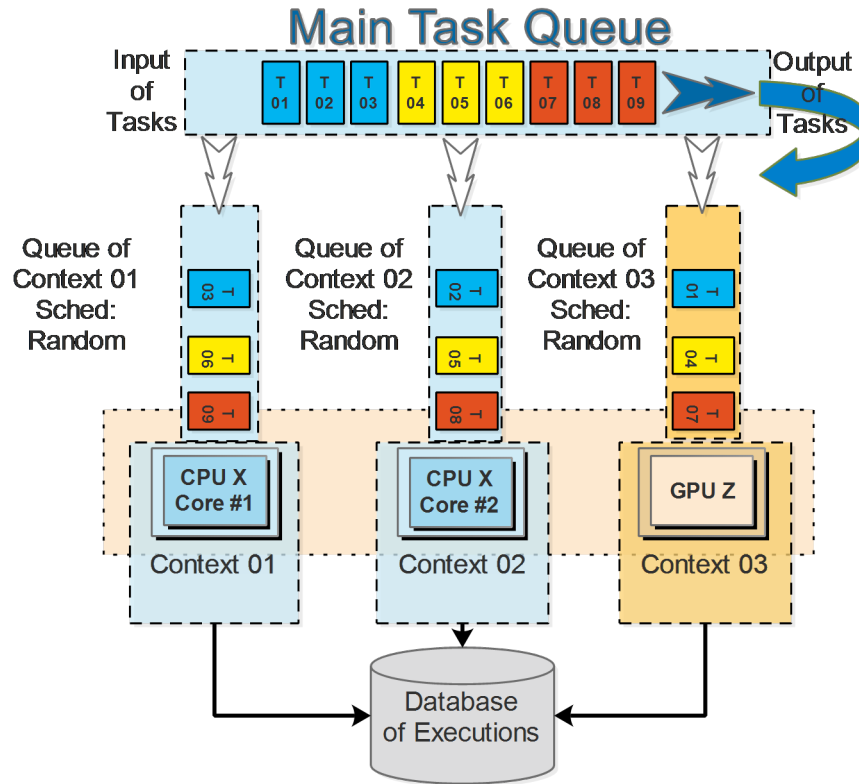 Main Task Queue
Input
of
Tasks
T
01
T
02
T
03
T
04
T
05
T
06
T
07
T
08
T
09
Output
of
Tasks
Queue of
Context 01
Sched:
Random
T
03
T
06
T
09
Queue of
Context 02
Sched:
Random
T
02
T
05
T
08
Queue of
Context 03
Sched:
Random
T
01
T
04
T
07
CPU X
Core #1
Context 01
CPU X
Core #2
Context 02
GPU Z
Context 03
Database
of Executions